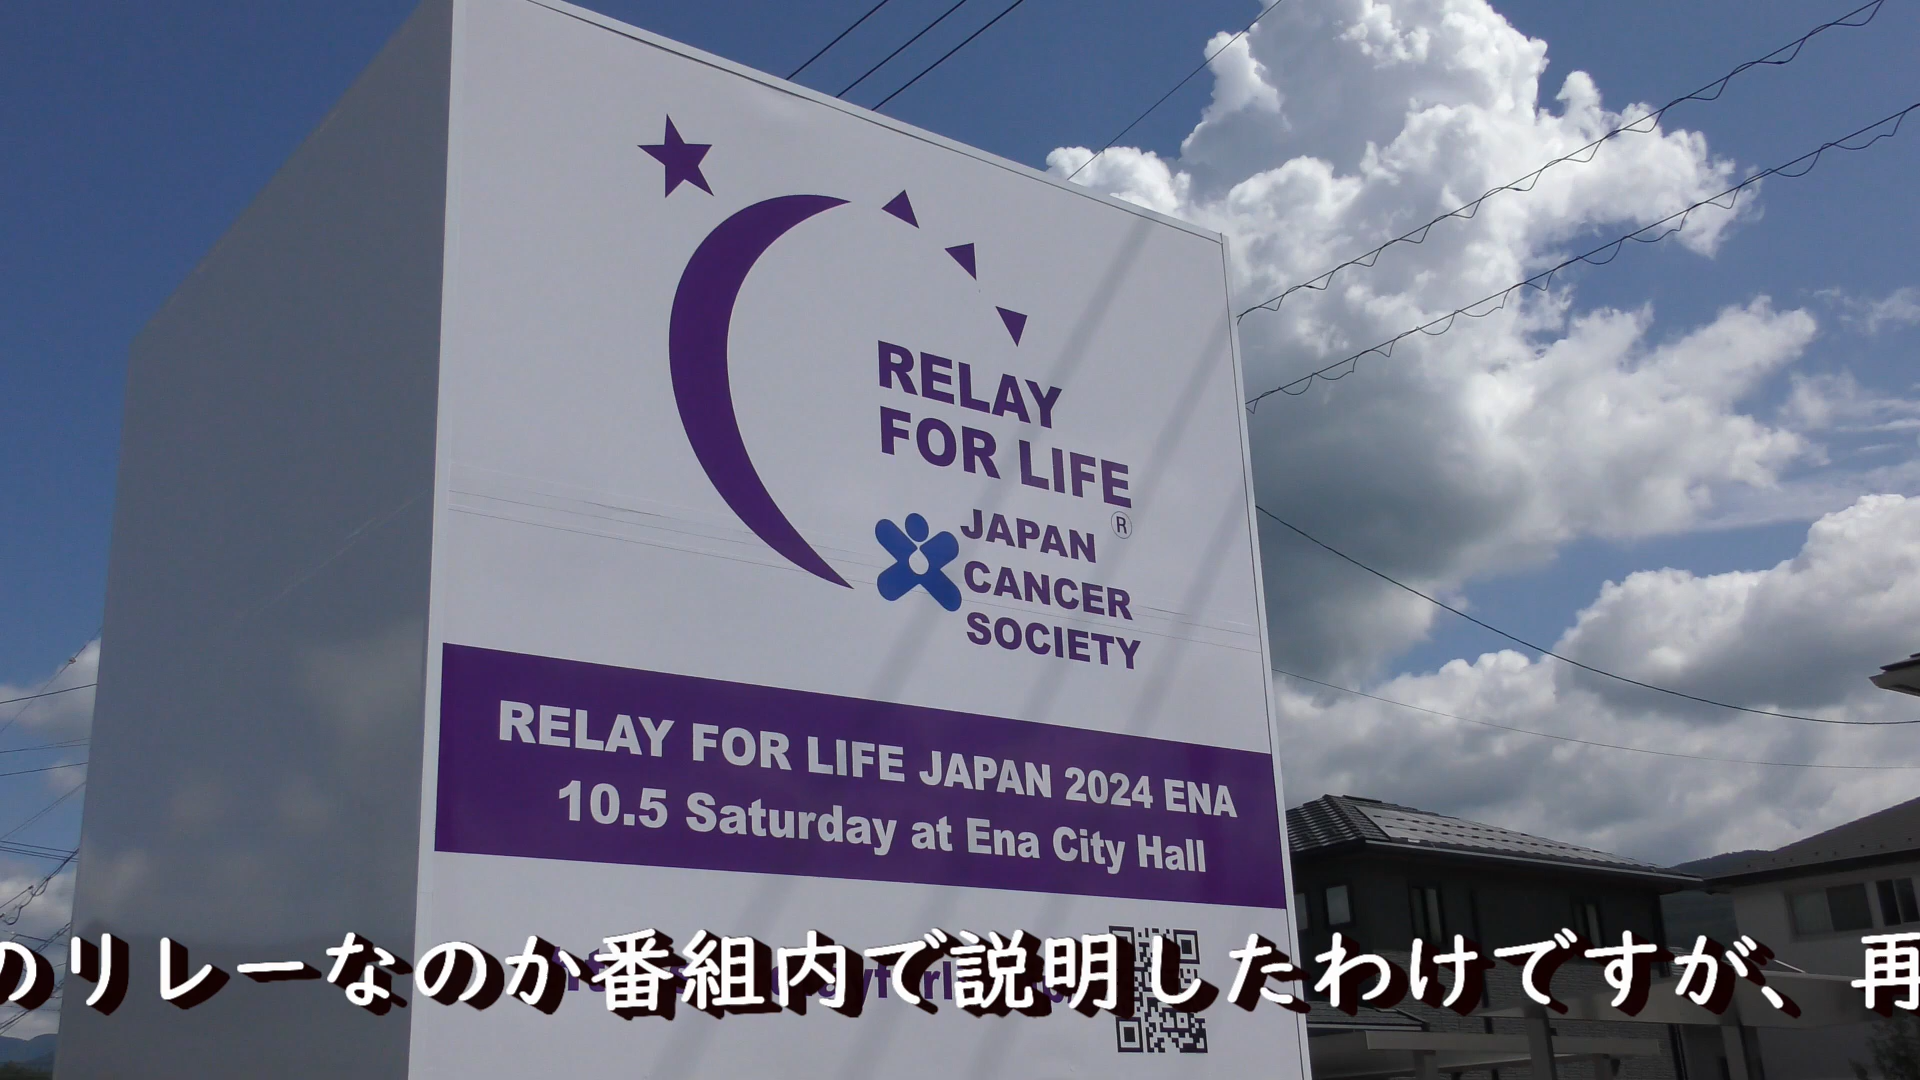 RELAY
FOR LIFE
®
JAPAN
CANCER
SOCIETY
RELAY FOR LIFE JAPAN 2024 ENA
10.5 Saturday at Ena City Hall
のリレーなのか番組内で説明したわけですが、再